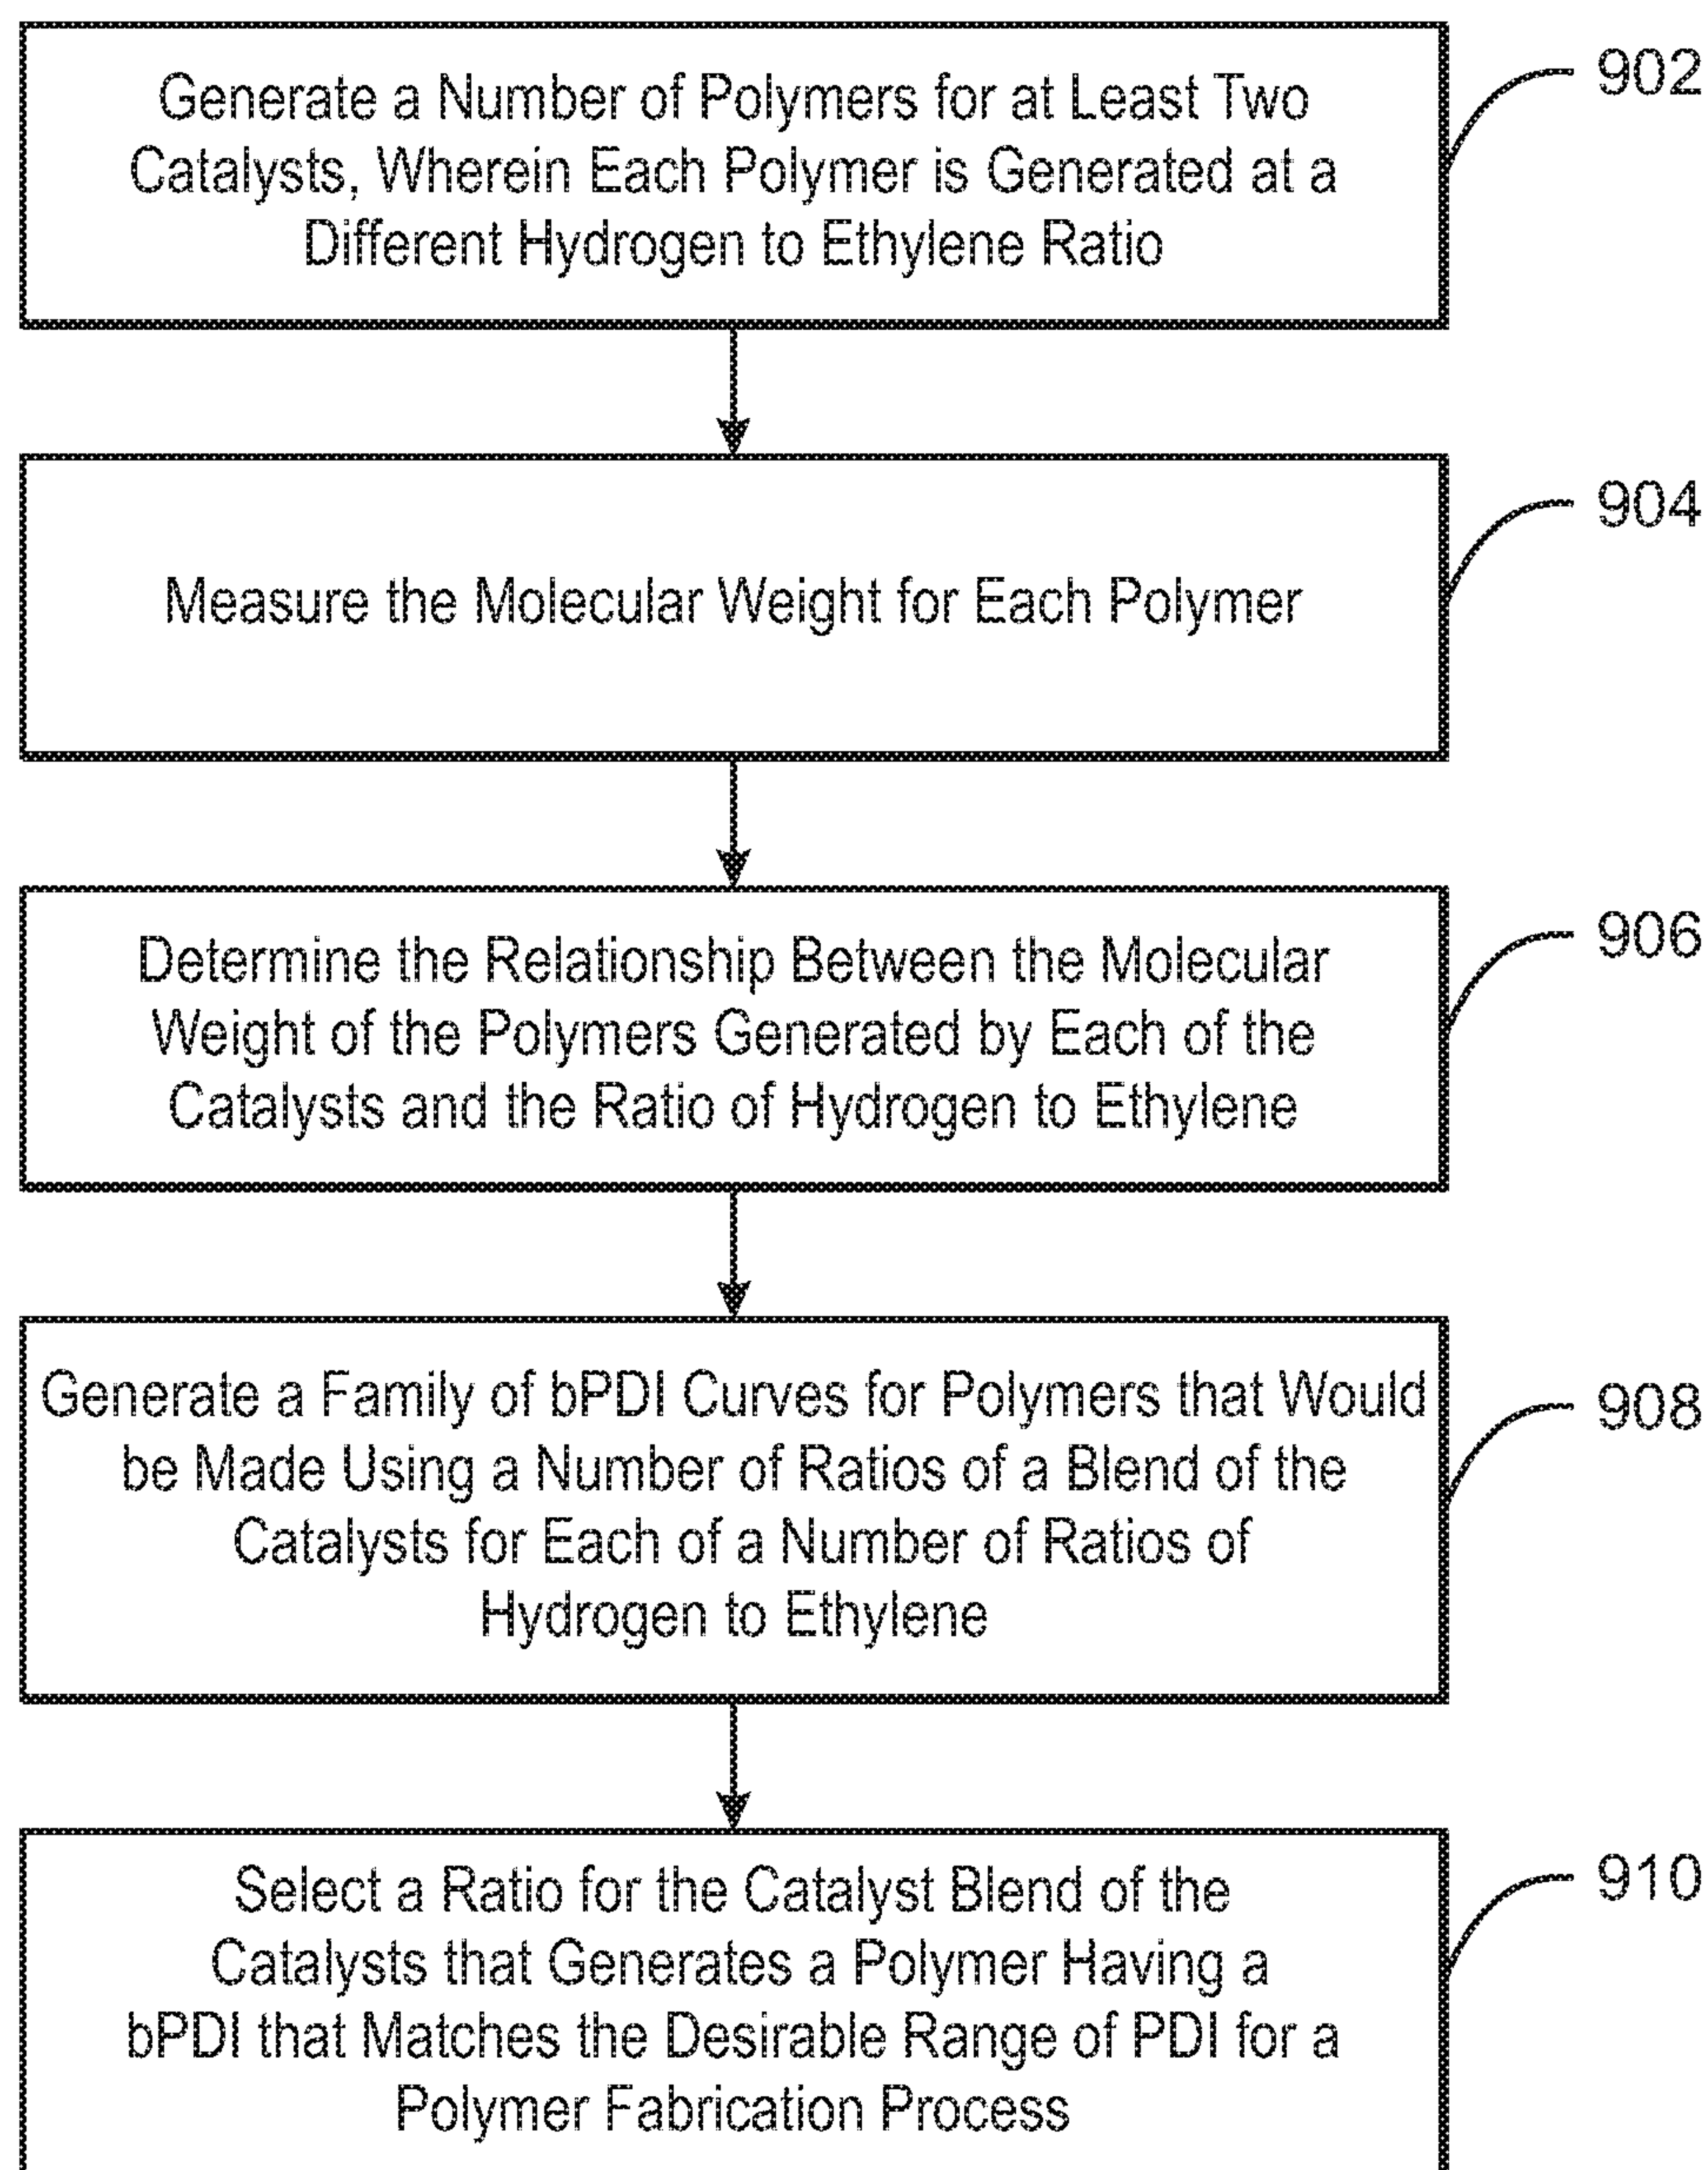 Generate a Number of Polymers for at Least Two
Catalysts, Wherein Each Polymer is Generated at a
Different Hydrogen to Ethylene Ratio
902
Measure the Molecular Weight for Each Polymer
904
Determine the Relationship Between the Molecular
Weight of the Polymers Generated by Each of the
Catalysts and the Ratio of Hydrogen to Ethylene
906
Generate a Family of bPDI Curves for Polymers that Would
be Made Using a Number of Ratios of a Blend of the
Catalysts for Each of a Number of Ratios of
Hydrogen to Ethylene
908
Select a Ratio for the Catalyst Blend of the
Catalysts that Generates a Polymer Having a
bPDI that Matches the Desirable Range of PDI for a
Polymer Fabrication Process
910